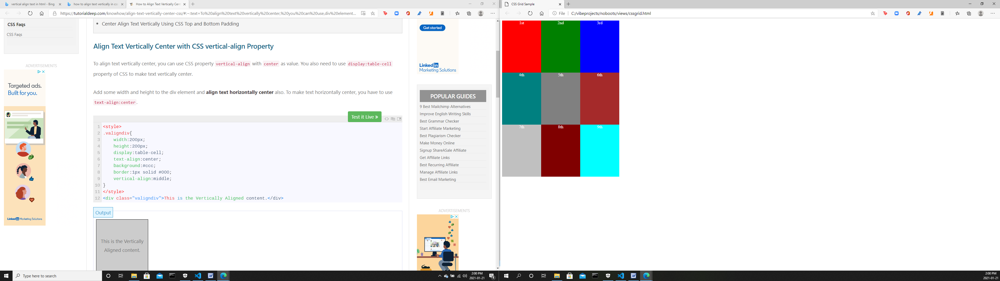 vertical align text in html - Bing
how to align text vertically in css
How to Align Text Vertically Cent
https://tutorialdeep.com/knowhow/align-text-vertically-center-css/#:~:text=To%20align%20text%20vertically%20center,%20you%20can%20use,div%20element...
CSS Faqs
CSS Faqs
ADVERTISEMENTS
Targeted ads.
Built for you.
Linked in Marketing Solutions
Center Align Text Vertically Using CSS Top and Bottom Padding
Align Text Vertically Center with CSS vertical-align Property
To align text vertically center, you can use CSS property vertical-align with center as value. You also need to use display:table-cell
property of CSS to make text vertically center.
Add some width and height to the div element and align text horizontally center also. To make text horizontally center, you have to use
text-align:center.
Test it Live »
1 <style>
2 .valigndiv{
3 width:200px;
4 height:200px;
5 display:table-cell;
6 text-align:center;
7 background:#ccc;
8 border:1px solid #000;
9 vertical-align:middle;
10 }
11 </style>
12 <div class="valigndiv">This is the Vertically Aligned content.</div>
Output
This is the Vertically
Aligned content.
Get started
Linked in
Marketing Solutions
POPULAR GUIDES
9 Best Mailchimp Alternatives
Improve English Writing Skills
Best Grammar Checker
Start Affiliate Marketing
Best Plagiarism Checker
Make Money Online
Signup ShareASale Affiliate
Get Affiliate Links
Best Recurring Affiliate
Manage Affiliate Links
Best Email Marketing
ADVERTISEMENTS
Type here to search
2:00 PM
2021-01-21
4
CSS Grid Sample
File C:/vibeprojects/noboots/views/cssgrid.html
1st 2nd 3rd
4th 5th 6th
7th 8th 9th
2:00 PM
2021-01-21